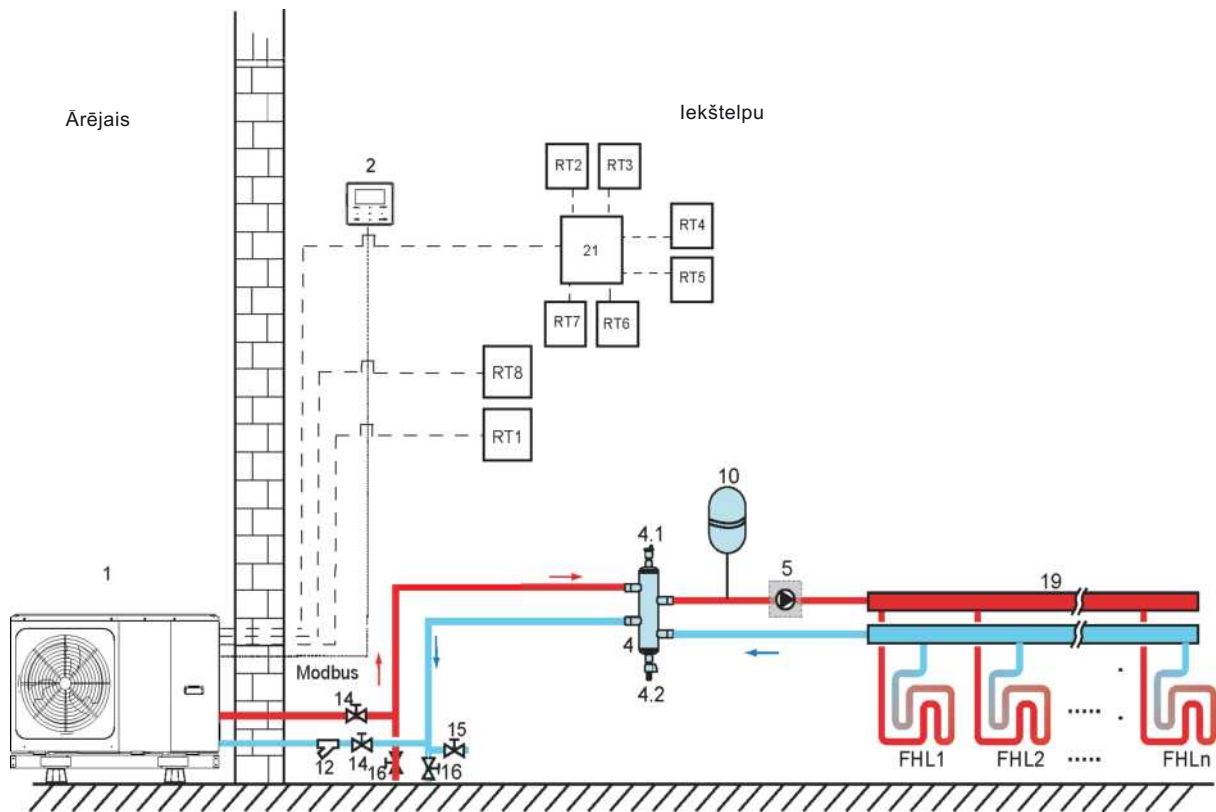 Ārējais
Iekštelpu
2
RT2
RT3
21
RT4
RT5
RT7
RT6
RT8
RT1
10
4.1
5
19
1
4
4.2
Modbus
14
15
12
14
16
16
FHL1
FHL2
.....
FHLn